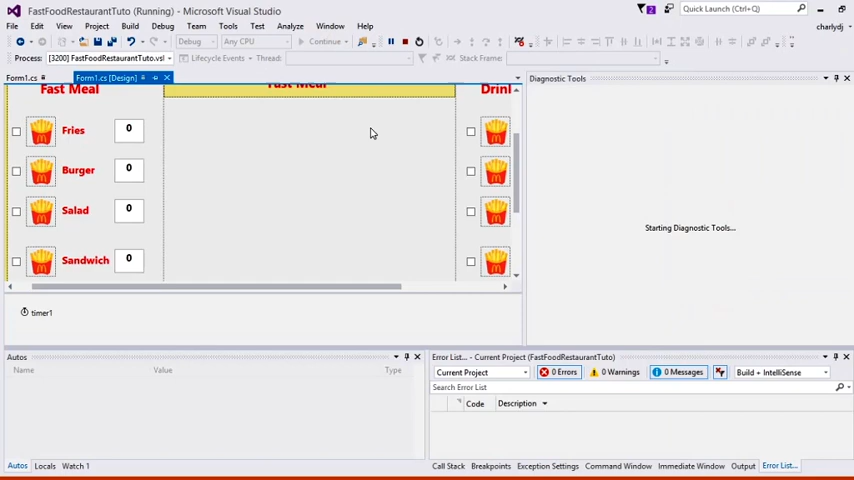 FastFoodRestaurantTuto (Running) - Microsoft Visual Studio
2
Quick Launch (Ctrl+Q)
File Edit View Project Build Debug Team Tools Test Analyze Window Help
charlydj
Debug Any CPU Continue
Process: [3200] FastFoodRestaurantTuto.vsl Lifecycle Events Thread: Stack Frame:
Form1.cs Form1.cs [Design]
Diagnostic Tools
Fast Meal
Fast Meal
Drinl
Fries 0
Burger 0
Salad 0
Sandwich 0
Starting Diagnostic Tools...
timer1
Autos
Name Value Type
Error List... - Current Project (FastFoodRestaurantTuto)
Current Project 0 Errors 0 Warnings 0 Messages Build + IntelliSense
Search Error List
Code Description
Autos Locals Watch 1
Call Stack Breakpoints Exception Settings Command Window Immediate Window Output Error List...